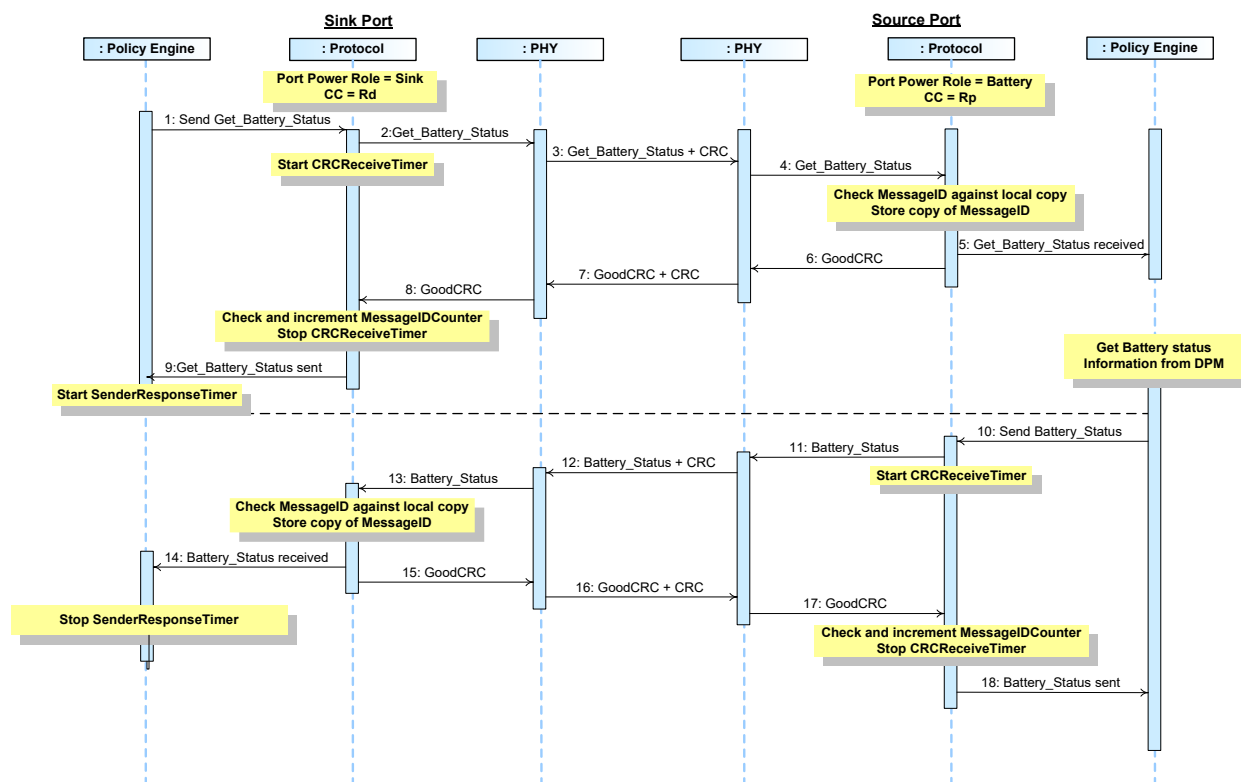 Sink Port
Source Port
: Policy Engine
: Protocol
: PHY
: PHY
: Protocol
: Policy Engine
Port Power Role = Sink
CC = Rd
Port Power Role = Battery
CC = Rp
1: Send Get_Battery_Status
2:Get_Battery_Status
Start CRCReceiveTimer
3: Get_Battery_Status + CRC
4: Get_Battery_Status
Check MessageID against local copy
Store copy of MessageID
5: Get_Battery_Status received
6: GoodCRC
7: GoodCRC + CRC
8: GoodCRC
Check and increment MessageIDCounter
Stop CRCReceiveTimer
9:Get_Battery_Status sent
Start SenderResponseTimer
Get Battery status
Information from DPM
10: Send Battery_Status
11: Battery_Status
Start CRCReceiveTimer
12: Battery_Status + CRC
13: Battery_Status
Check MessageID against local copy
Store copy of MessageID
14: Battery_Status received
15: GoodCRC
16: GoodCRC + CRC
17: GoodCRC
Stop SenderResponseTimer
Check and increment MessageIDCounter
Stop CRCReceiveTimer
18: Battery_Status sent